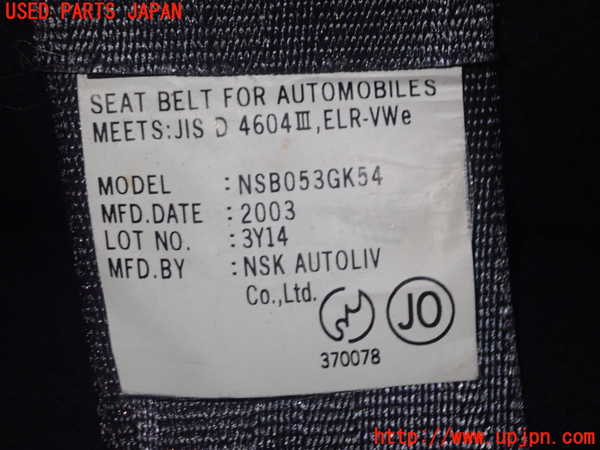 USED PARTS JAPAN
SEAT BELT FOR AUTOMOBILES
MEETS:JIS D 4604Ⅲ,ELR-VWe
MODEL :NSB053GK54
MFD.DATE :2003
LOT NO. :3Y14
MFD.BY :NSK AUTOLIV
Co.,Ltd.
JO
370078
http://www.upjpn.com/